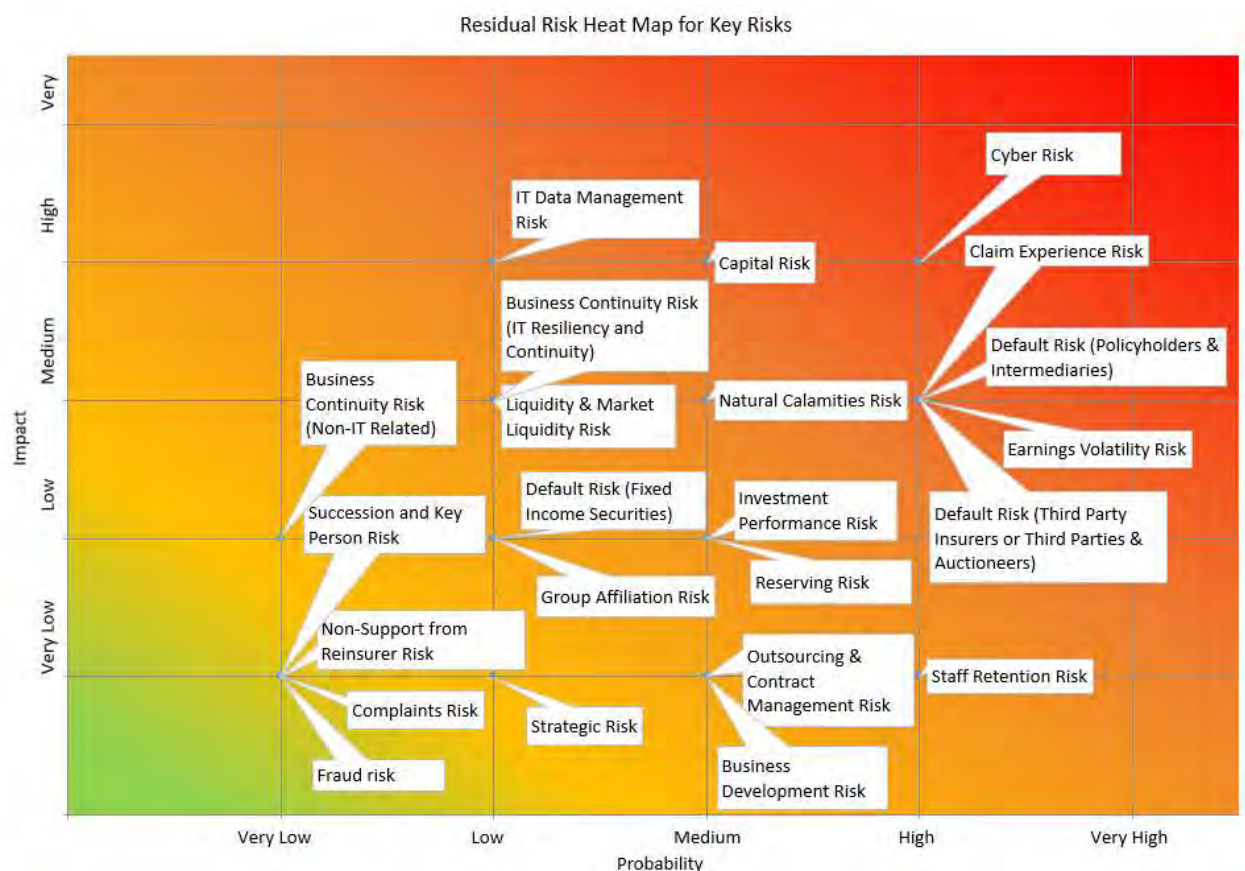 Residual Risk Heat Map for Key Risks
Very
High
Medium
Low
Very Low
Impact
Cyber Risk
IT Data Management
Risk
Claim Experience Risk
Capital Risk
Business Continuity Risk
(IT Resiliency and
Continuity)
Default Risk (Policyholders &
Intermediaries)
Business
Continuity Risk
(Non-IT Related)
Liquidity & Market
Liquidity Risk
Natural Calamities Risk
Earnings Volatility Risk
Succession and Key
Person Risk
Default Risk (Fixed
Income Securities)
Investment
Performance Risk
Default Risk (Third Party
Insurers or Third Parties &
Auctioneers)
Reserving Risk
Group Affiliation Risk
Non-Support from
Reinsurer Risk
Outsourcing &
Contract
Management Risk
Staff Retention Risk
Complaints Risk
Strategic Risk
Fraud risk
Business
Development Risk
Very Low
Low
Medium
High
Very High
Probability